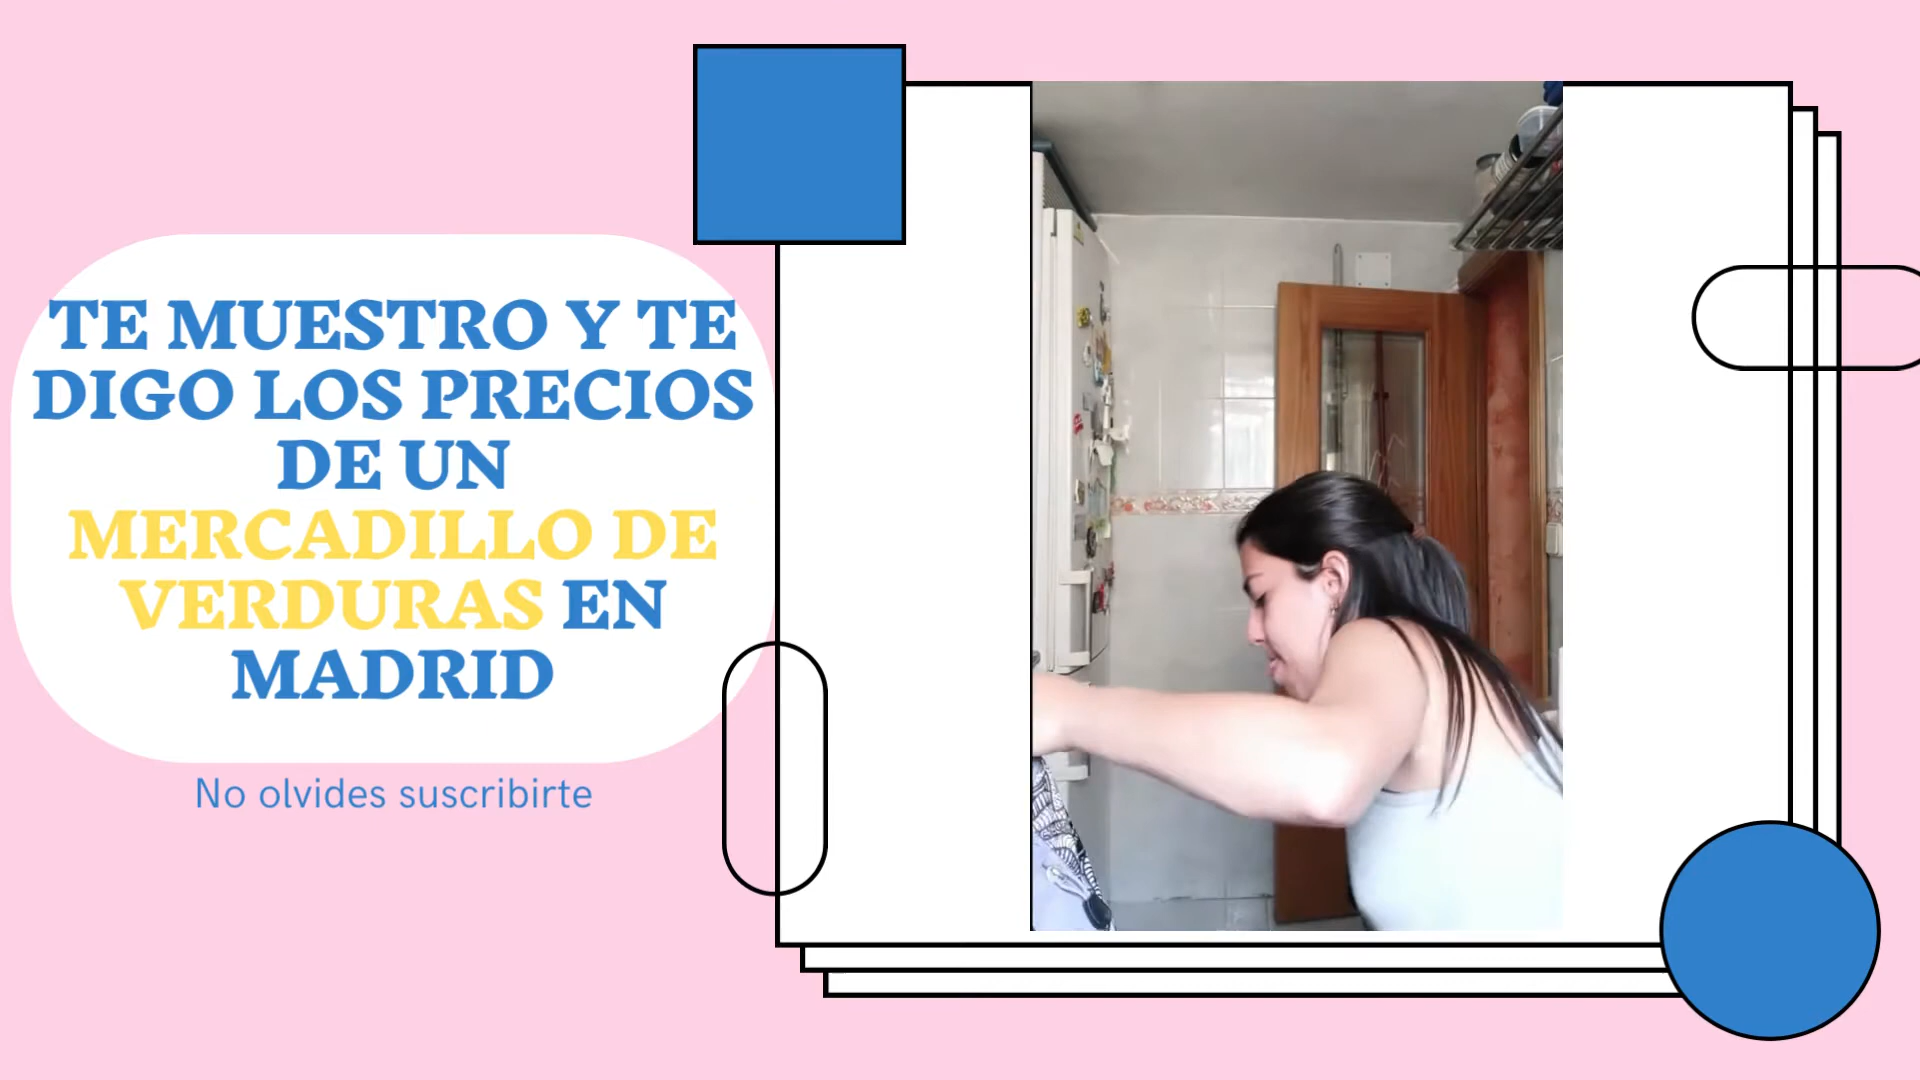 TE MUESTRO Y TE
DIGO LOS PRECIOS
DE UN
MERCADILLO DE
VERDURAS EN
MADRID
No olvides suscribirte